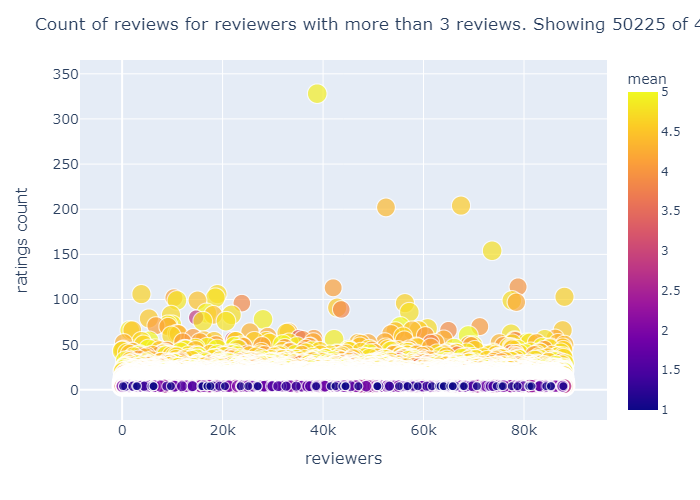 Count of reviews for reviewers with more than 3 reviews. Showing 50225 of 4
mean
350
300
250
200
150
100
50
0
ratings count
0
20k
40k
60k
80k
reviewers
5
4.5
4
3.5
3
2.5
2
1.5
1